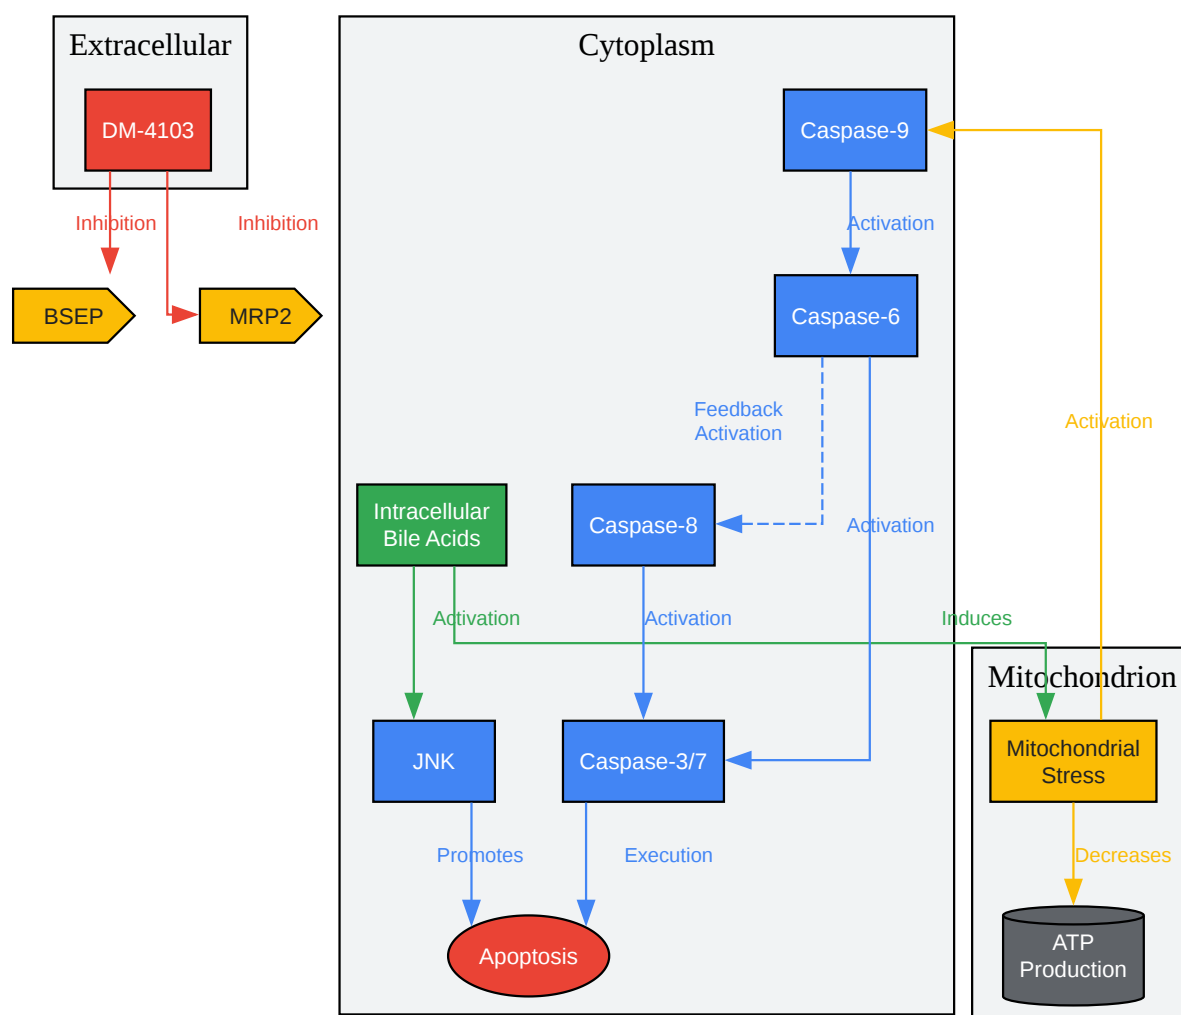 Extracellular
Cytoplasm
DM-4103
Caspase-9
Inhibition
Inhibition
Activation
BSEP
MRP2
Caspase-6
Feedback
Activation
Activation
Intracellular
Bile Acids
Caspase-8
Activation
Activation
Activation
Induces
Mitochondrion
JNK
Caspase-3/7
Mitochondrial
Stress
Promotes
Execution
Decreases
Apoptosis
ATP
Production